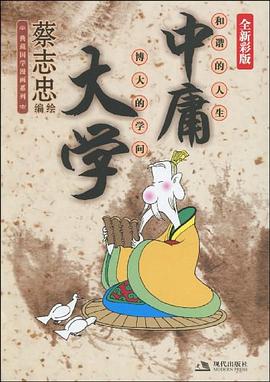 全新彩版
和谐的人生
中庸
博大的学问
大学
蔡志忠
编绘
典藏国学漫画系列
现代出版社
MODERN PRESS